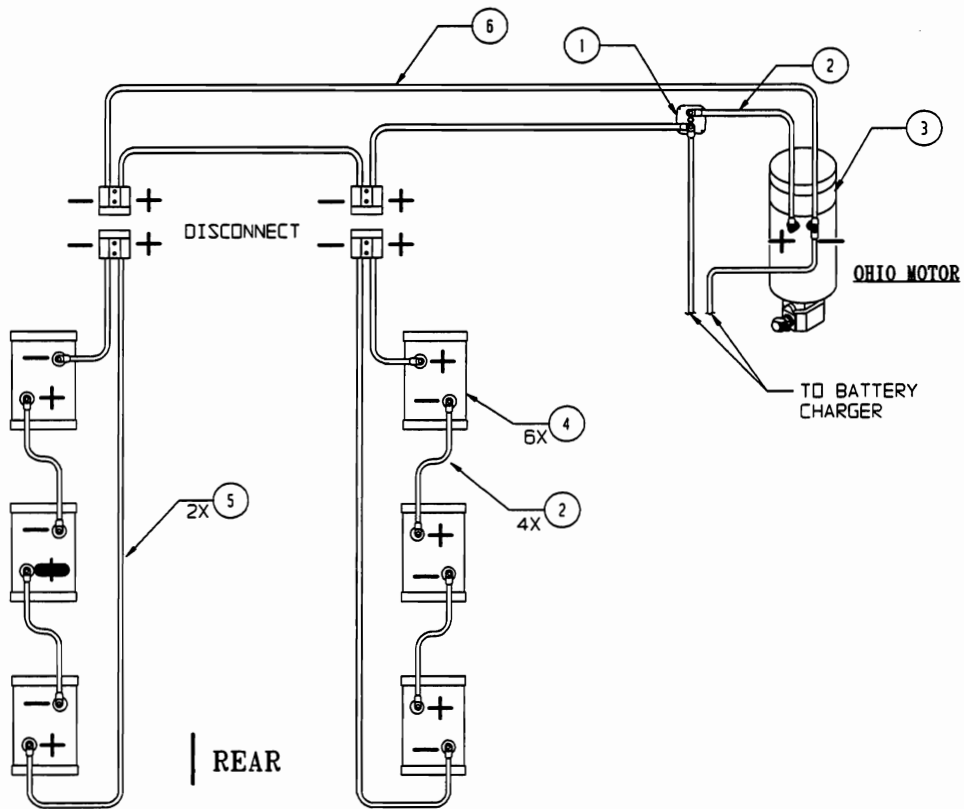 6
1
2
3
- + - +
DISCONNECT
- + - +
+ -
OHIO MOTOR
TO BATTERY
CHARGER
- +
+ -
4
6X
5
2X
2
4X
- +
+ -
- +
+ -
REAR